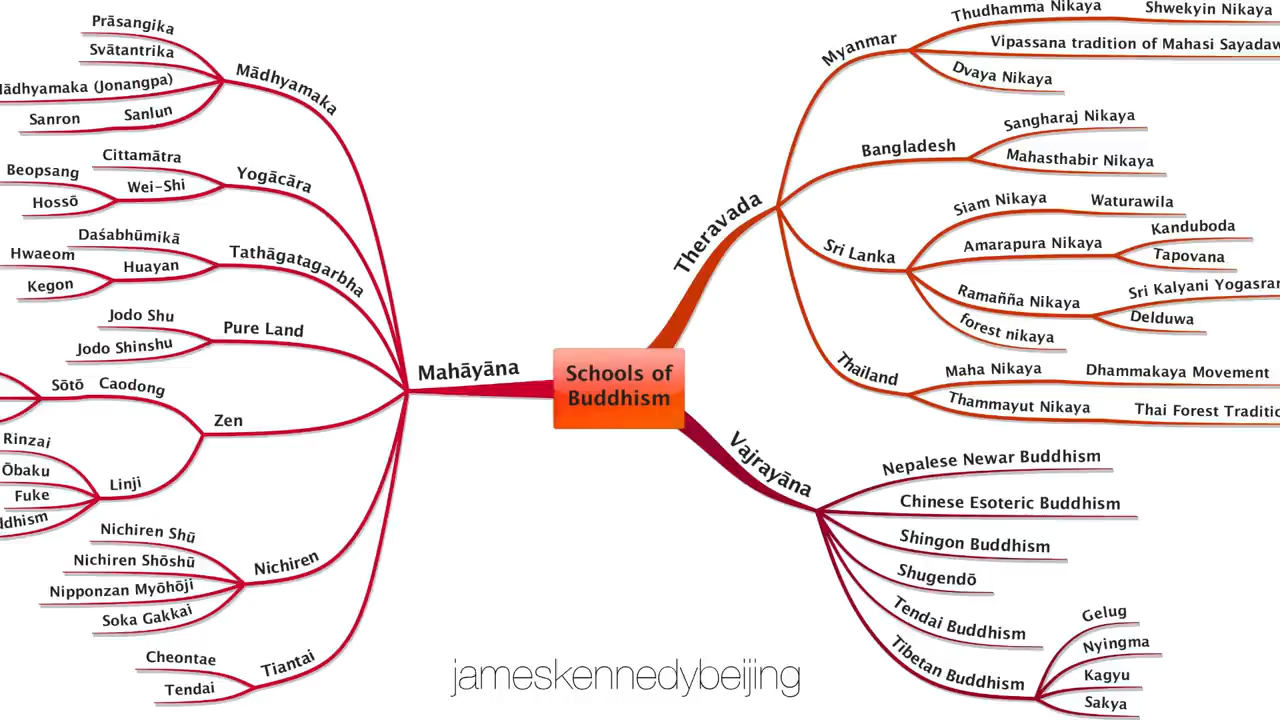 Schools of
Buddhism
Mahāyāna
Mādhyamaka
Prāsangika
Svātantrika
(Jonangpa)
Sanlun
Sanron
Yogācāra
Cittamātra
Wei-Shi
Beopsang
Hossō
Tathāgatagarbha
Daśabhūmikā
Huayan
Hwaeom
Kegon
Pure Land
Jodo Shu
Jodo Shinshu
Zen
Caodong
Sōtō
Linji
Rinzai
Ōbaku
Fuke
Nichiren
Nichiren Shū
Nichiren Shōshū
Nipponzan Myōhōji
Soka Gakkai
Tiantai
Cheontae
Tendai
Theravada
Myanmar
Thudhamma Nikaya
Shwekyin Nikaya
Vipassana tradition of Mahasi
Dvaya Nikaya
Bangladesh
Sangharaj Nikaya
Mahasthabir Nikaya
Sri Lanka
Siam Nikaya
Waturawila
Amarapura Nikaya
Kanduboda
Tapovana
Ramañña Nikaya
Sri Kalyani
Delduwa
forest nikaya
Thailand
Maha Nikaya
Dhammakaya Movement
Thammayut Nikaya
Thai Forest
Vajrayāna
Nepalese Newar Buddhism
Chinese Esoteric Buddhism
Shingon Buddhism
Shugendō
Tendai Buddhism
Tibetan Buddhism
Gelug
Nyingma
Kagyu
Sakya
jameskennedybeijing